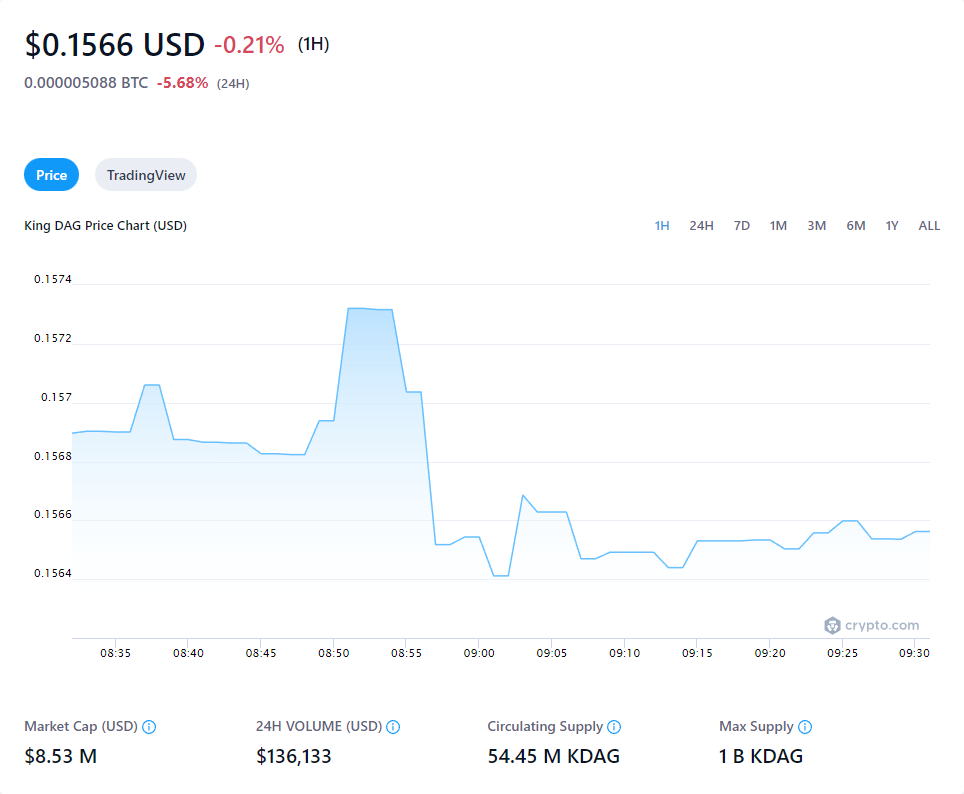 $0.1566 USD -0.21% (1H)
0.000005088 BTC -5.68% (24H)
Price TradingView
King DAG Price Chart (USD) 1H 24H 7D 1M 3M 6M 1Y ALL
0.1574
0.1572
0.157
0.1568
0.1566
0.1564
crypto.com
08:35 08:40 08:45 08:50 08:55 09:00 09:05 09:10 09:15 09:20 09:25 09:30
Market Cap (USD) 24H VOLUME (USD) Circulating Supply Max Supply
$8.53 M $136,133 54.45 M KDAG 1 B KDAG